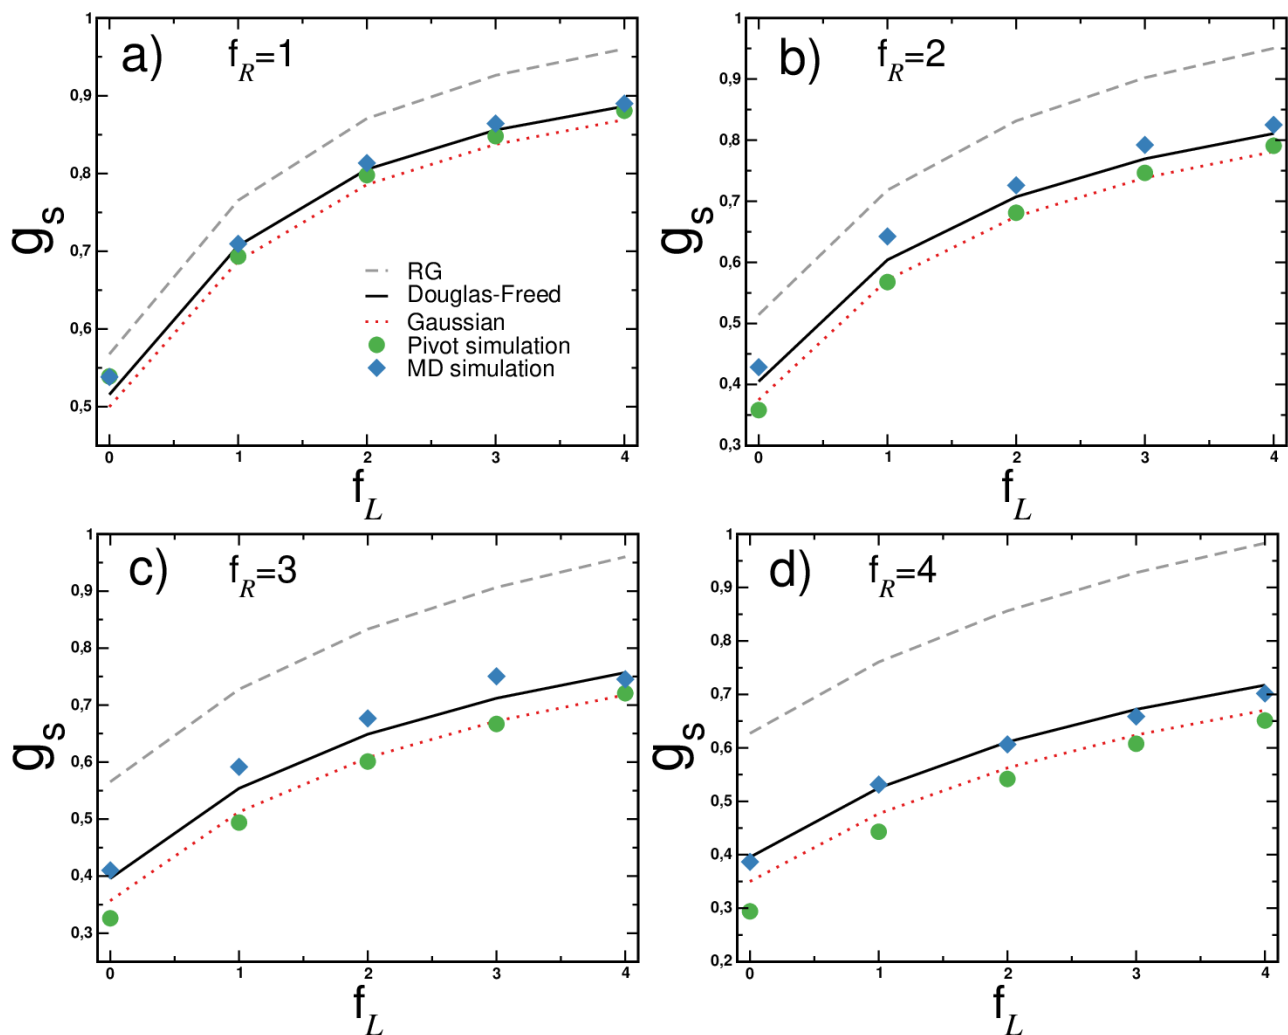 a) f_R=1
1
0,9
0,8
0,7
0,6
0,5
g_s
0 1 2 3 4
f_L
RG
Douglas-Freed
Gaussian
Pivot simulation
MD simulation
b) f_R=2
1
0,9
0,8
0,7
0,6
0,5
0,4
0,3
g_s
0 1 2 3 4
f_L
c) f_R=3
1
0,9
0,8
0,7
0,6
0,5
0,4
0,3
g_s
0 1 2 3 4
f_L
d) f_R=4
1
0,9
0,8
0,7
0,6
0,5
0,4
0,3
0,2
g_s
0 1 2 3 4
f_L